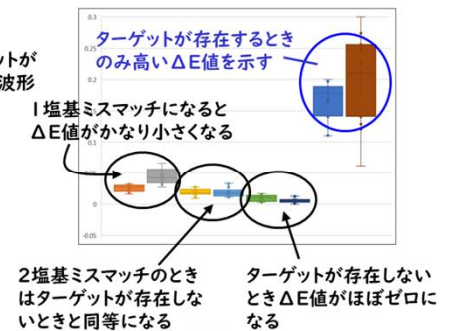 0.3
ターゲットが存在するとき
のみ高いΔE値を示す
ットが
波形
0.2
1塩基ミスマッチになると
ΔE値がかなり小さくなる
0.1
0.05
0
-0.05
2塩基ミスマッチのとき
はターゲットが存在しな
いときと同等になる
ターゲットが存在しない
ときΔE値がほぼゼロに
なる